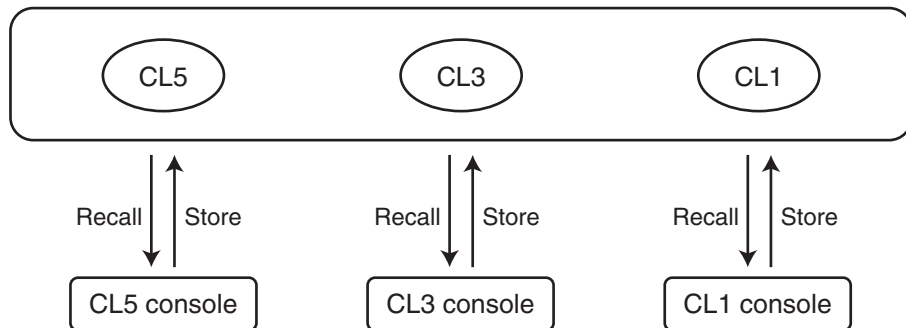 CL5 CL3 CL1
Recall Store Recall Store Recall Store
CL5 console CL3 console CL1 console